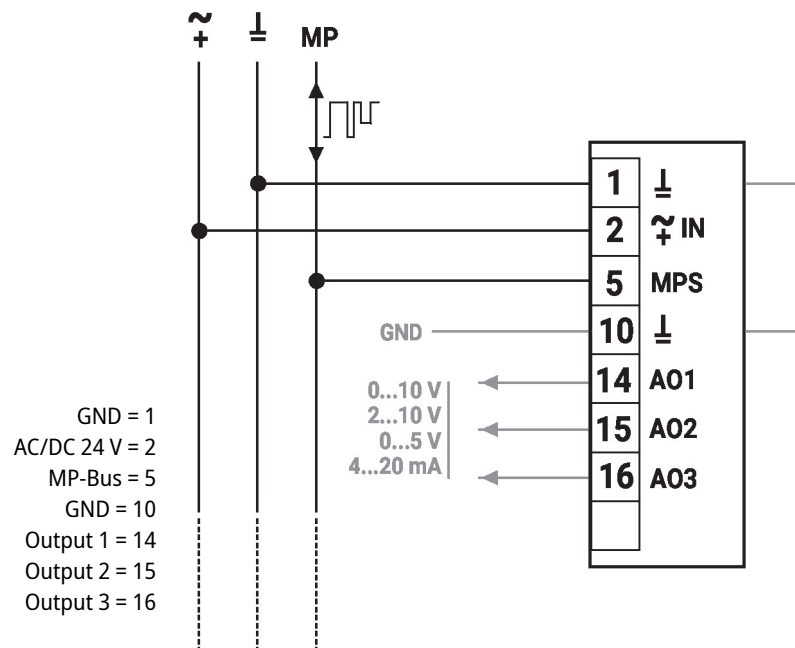 MP
1
2 IN
5 MPS
GND 10
14 AO1
15 AO2
16 AO3
0...10 V
2...10 V
0...5 V
4...20 mA
GND = 1
AC/DC 24 V = 2
MP-Bus = 5
GND = 10
Output 1 = 14
Output 2 = 15
Output 3 = 16